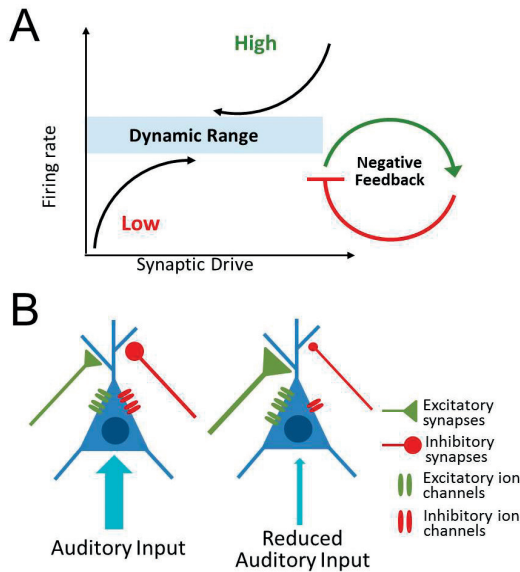 A
High
Dynamic Range
Firing rate
Negative
Feedback
Low
Synaptic Drive
B
Excitatory
synapses
Inhibitory
synapses
Excitatory ion
channels
Inhibitory ion
channels
Auditory Input
Reduced
Auditory Input